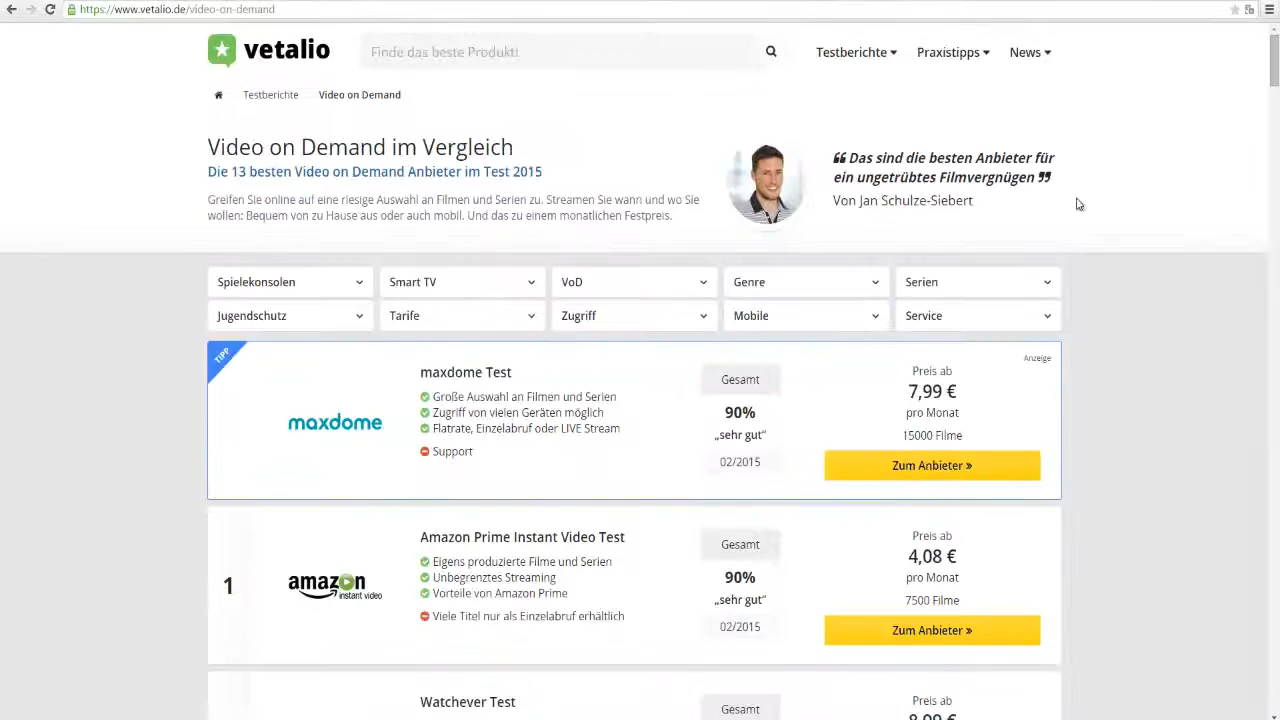 https://www.vetalio.de/video-on-demand
vetalio
Finde das beste Produkt!
Testberichte
Praxistipps
News
Testberichte
Video on Demand
Video on Demand im Vergleich
Die 13 besten Video on Demand Anbieter im Test 2015
Greifen Sie online auf eine riesige Auswahl an Filmen und Serien zu. Streamen Sie wann und wo Sie
wollen: Bequem von zu Hause aus oder auch mobil. Und das zu einem monatlichen Festpreis.
❝ Das sind die besten Anbieter für
ein ungetrübtes Filmvergnügen ❞
Von Jan Schulze-Siebert
Spielekonsolen
Smart TV
VoD
Genre
Serien
Jugendschutz
Tarife
Zugriff
Mobile
Service
TIPP
maxdome
maxdome Test
Große Auswahl an Filmen und Serien
Zugriff von vielen Geräten möglich
Flatrate, Einzelabruf oder LIVE Stream
Support
Gesamt
90%
„sehr gut“
02/2015
Anzeige
Preis ab
7,99 €
pro Monat
15000 Filme
Zum Anbieter »
1
amazon
instant video
Amazon Prime Instant Video Test
Eigens produzierte Filme und Serien
Unbegrenztes Streaming
Vorteile von Amazon Prime
Viele Titel nur als Einzelabruf erhältlich
Gesamt
90%
„sehr gut“
02/2015
Preis ab
4,08 €
pro Monat
7500 Filme
Zum Anbieter »
Watchever Test
Gesamt
Preis ab